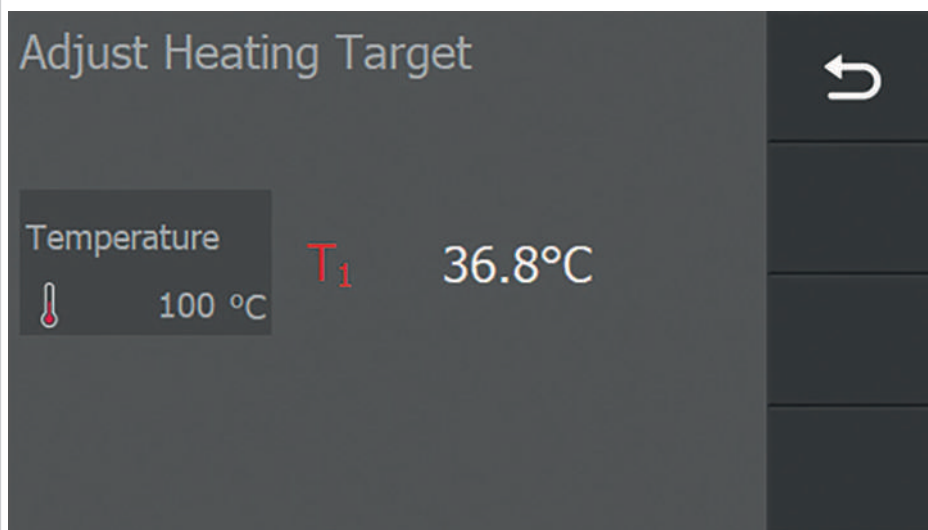 Adjust Heating Target
Temperature
100 °C
T₁
36.8°C